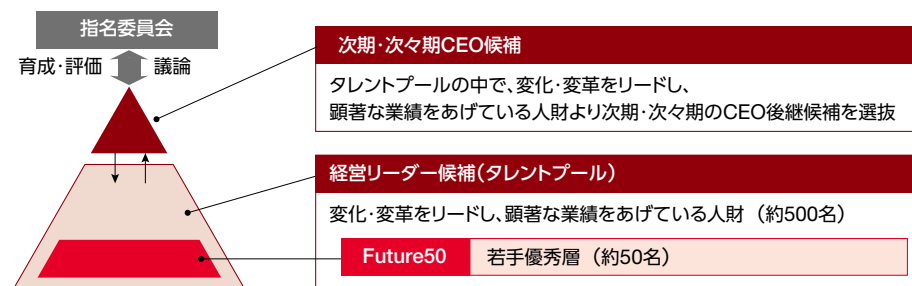 指名委員会
育成・評価 議論
次期・次々期CEO候補
タレントプールの中で、変化・変革をリードし、
顕著な業績をあげている人財より次期・次々期のCEO後継候補を選抜
経営リーダー候補（タレントプール）
変化・変革をリードし、顕著な業績をあげている人財（約500名）
Future50 若手優秀層（約50名）